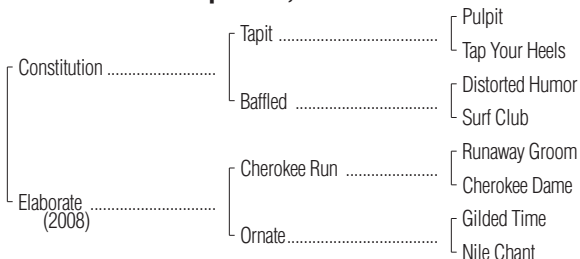 Pulpit
Tapit
Tap Your Heels
Constitution
Distorted Humor
Baffled
Surf Club
Runaway Groom
Cherokee Run
Cherokee Dame
Elaborate
(2008)
Gilded Time
Ornate
Nile Chant